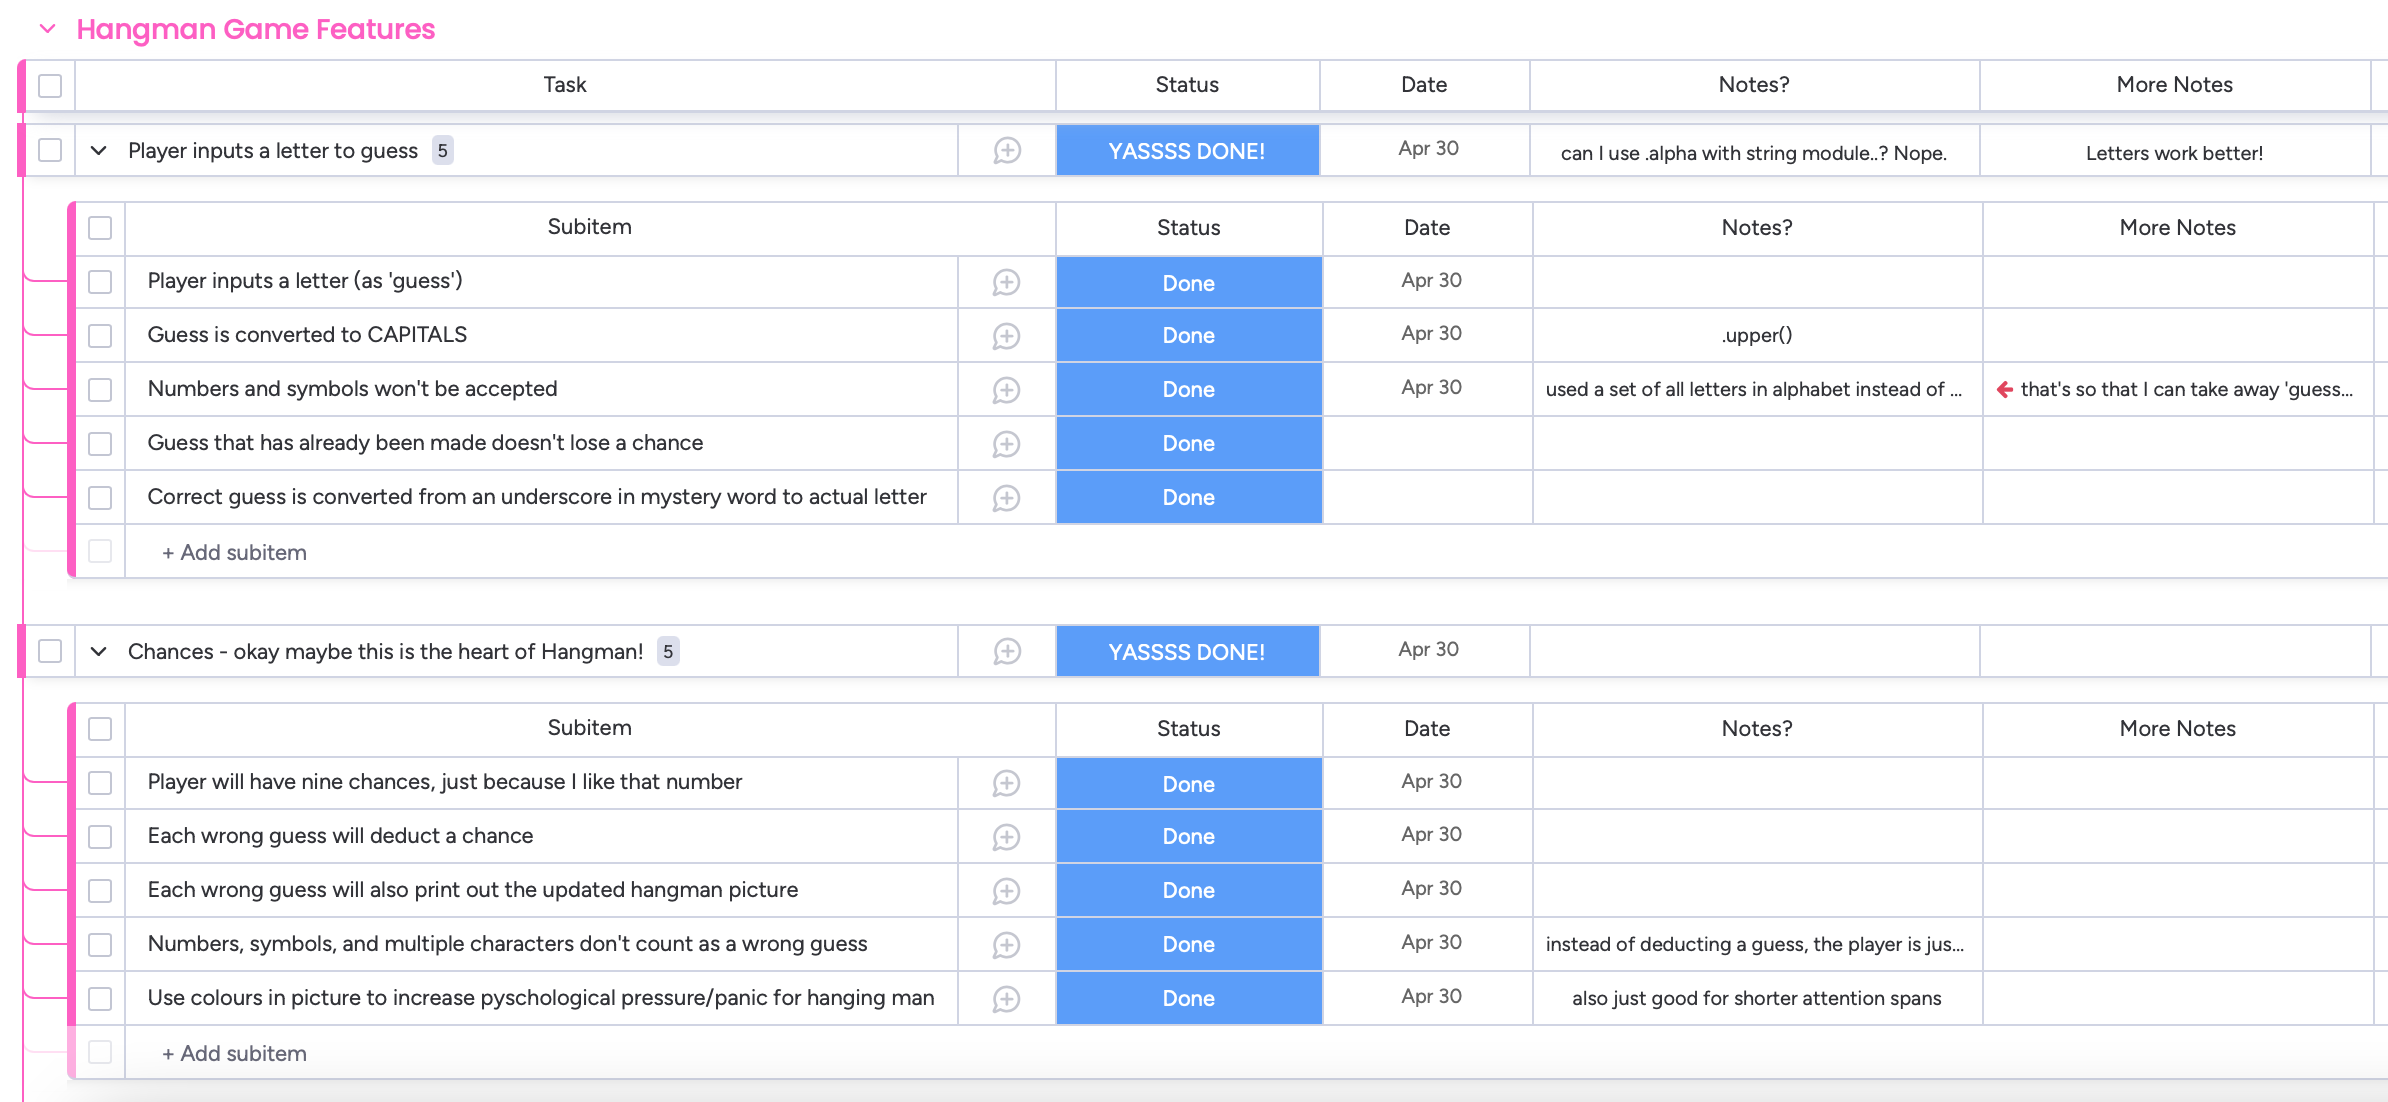 Hangman Game Features
Task Status Date Notes? More Notes
Player inputs a letter to guess 5 YASSSS DONE! Apr 30 can I use .alpha with string module..? Nope. Letters work better!
Subitem Status Date Notes? More Notes
Player inputs a letter (as 'guess') Done Apr 30
Guess is converted to CAPITALS Done Apr 30 .upper()
Numbers and symbols won't be accepted Done Apr 30 used a set of all letters in alphabet instead of ... that's so that I can take away 'guess...
Guess that has already been made doesn't lose a chance Done
Correct guess is converted from an underscore in mystery word to actual letter Done
+ Add subitem
Chances - okay maybe this is the heart of Hangman! 5 YASSSS DONE! Apr 30
Subitem Status Date Notes? More Notes
Player will have nine chances, just because I like that number Done Apr 30
Each wrong guess will deduct a chance Done Apr 30
Each wrong guess will also print out the updated hangman picture Done Apr 30
Numbers, symbols, and multiple characters don't count as a wrong guess Done Apr 30 instead of deducting a guess, the player is jus...
Use colours in picture to increase pyschological pressure/panic for hanging man Done Apr 30 also just good for shorter attention spans
+ Add subitem